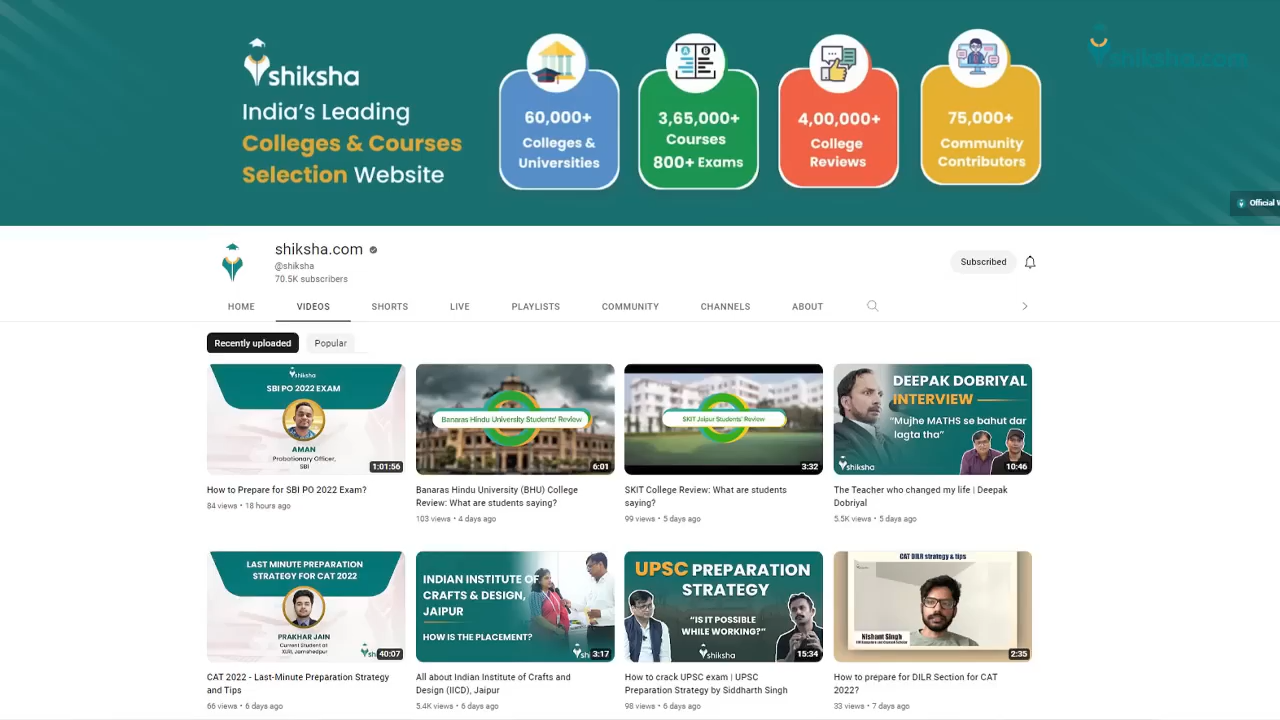 shiksha
India's Leading
Colleges & Courses
Selection Website
60,000+
Colleges &
Universities
A B
3,65,000+
Courses
800+ Exams
4,00,000+
College
Reviews
75,000+
Community
Contributors
shiksha.com
Official
shiksha.com
@shiksha
70.5K subscribers
Subscribed
HOME VIDEOS SHORTS LIVE PLAYLISTS COMMUNITY CHANNELS ABOUT
Recently uploaded Popular
shiksha
SBI PO 2022 EXAM
AMAN
Probationary Officer,
SBI
1:01:56
How to Prepare for SBI PO 2022 Exam?
84 views • 18 hours ago
Banaras Hindu University Students' Review
6:01
Banaras Hindu University (BHU) College
Review: What are students saying?
103 views • 4 days ago
SKIT Jaipur Students' Review
3:32
SKIT College Review: What are students
saying?
99 views • 5 days ago
DEEPAK DOBRIYAL
INTERVIEW
"Mujhe MATHS se bahut dar
lagta tha"
shiksha
10:46
The Teacher who changed my life | Deepak
Dobriyal
5.5K views • 5 days ago
LAST MINUTE PREPARATION
STRATEGY FOR CAT 2022
PRAKHAR JAIN
Current Student at
XLRI, Jamshedpur
40:07
CAT 2022 - Last-Minute Preparation Strategy
and Tips
66 views • 6 days ago
INDIAN INSTITUTE OF
CRAFTS & DESIGN,
JAIPUR
HOW IS THE PLACEMENT?
3:17
All about Indian Institute of Crafts and
Design (IICD), Jaipur
5.4K views • 6 days ago
UPSC PREPARATION
STRATEGY
"IS IT POSSIBLE
WHILE WORKING?"
shiksha
15:34
How to crack UPSC exam | UPSC
Preparation Strategy by Siddharth Singh
98 views • 6 days ago
CAT DILR strategy & tips
Nishant Singh
2:35
How to prepare for DILR Section for CAT
2022?
33 views • 7 days ago